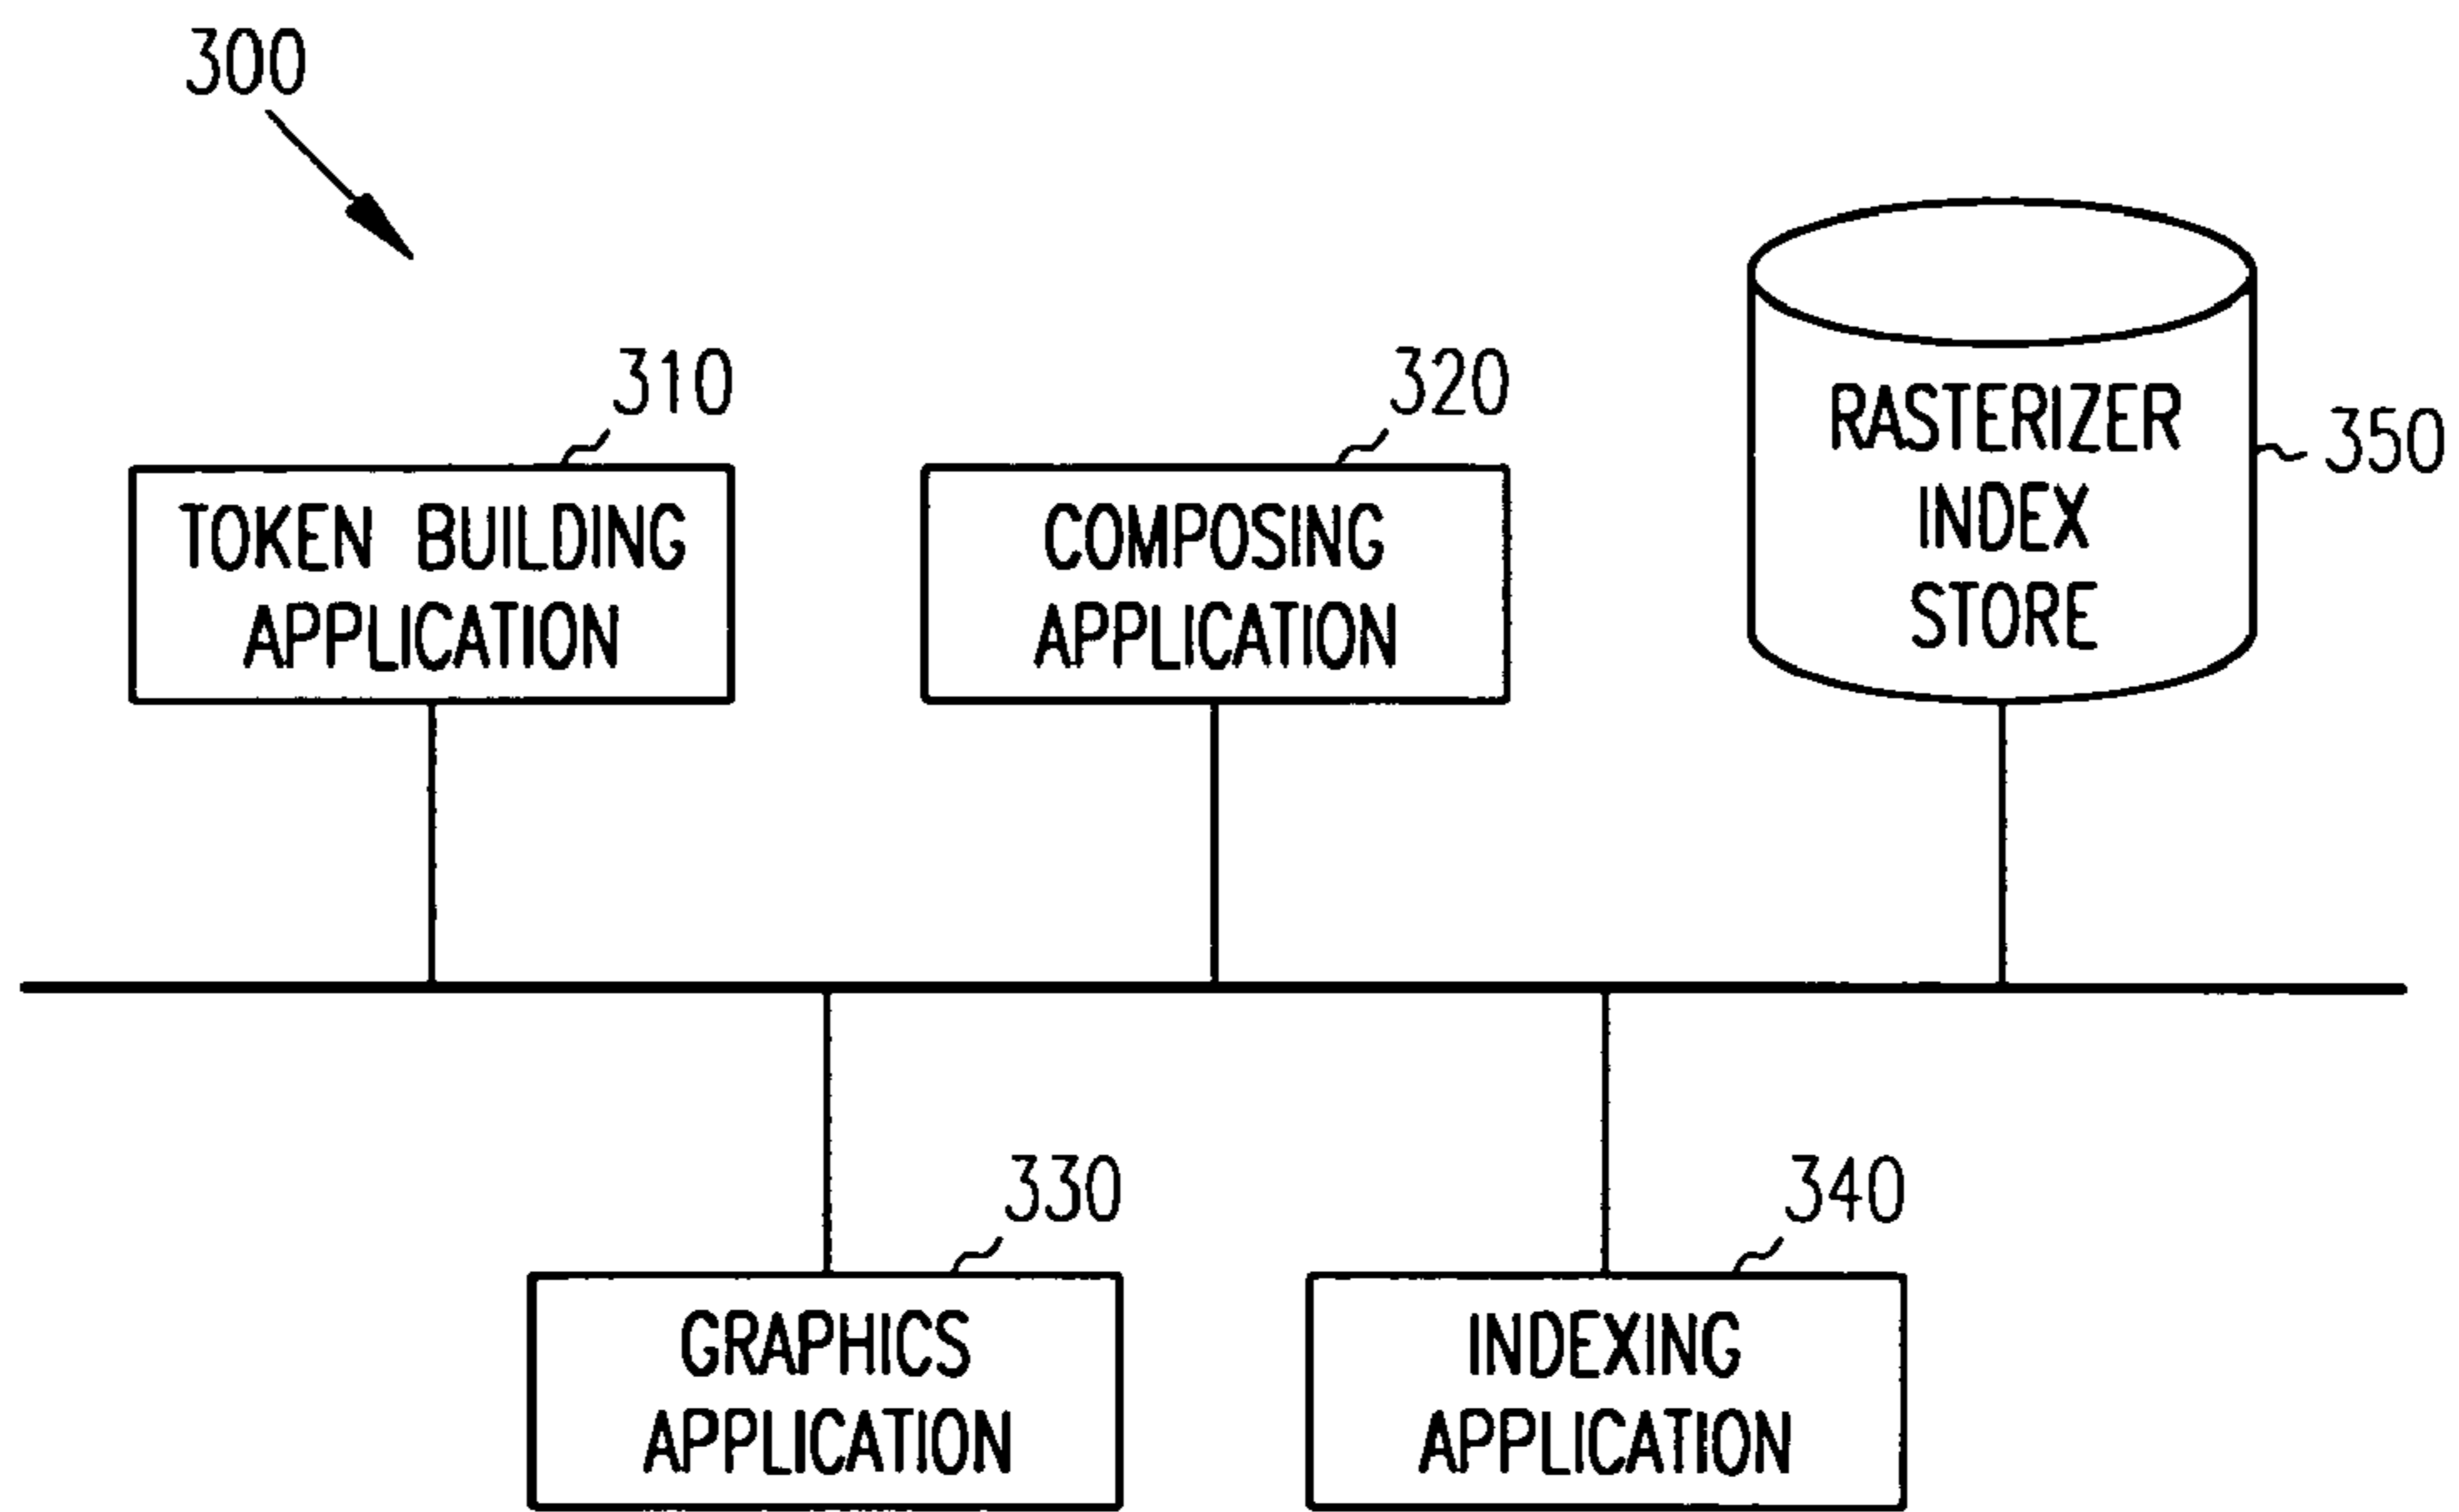 300
310
TOKEN BUILDING
APPLICATION
320
COMPOSING
APPLICATION
350
RASTERIZER
INDEX
STORE
330
GRAPHICS
APPLICATION
340
INDEXING
APPLICATION